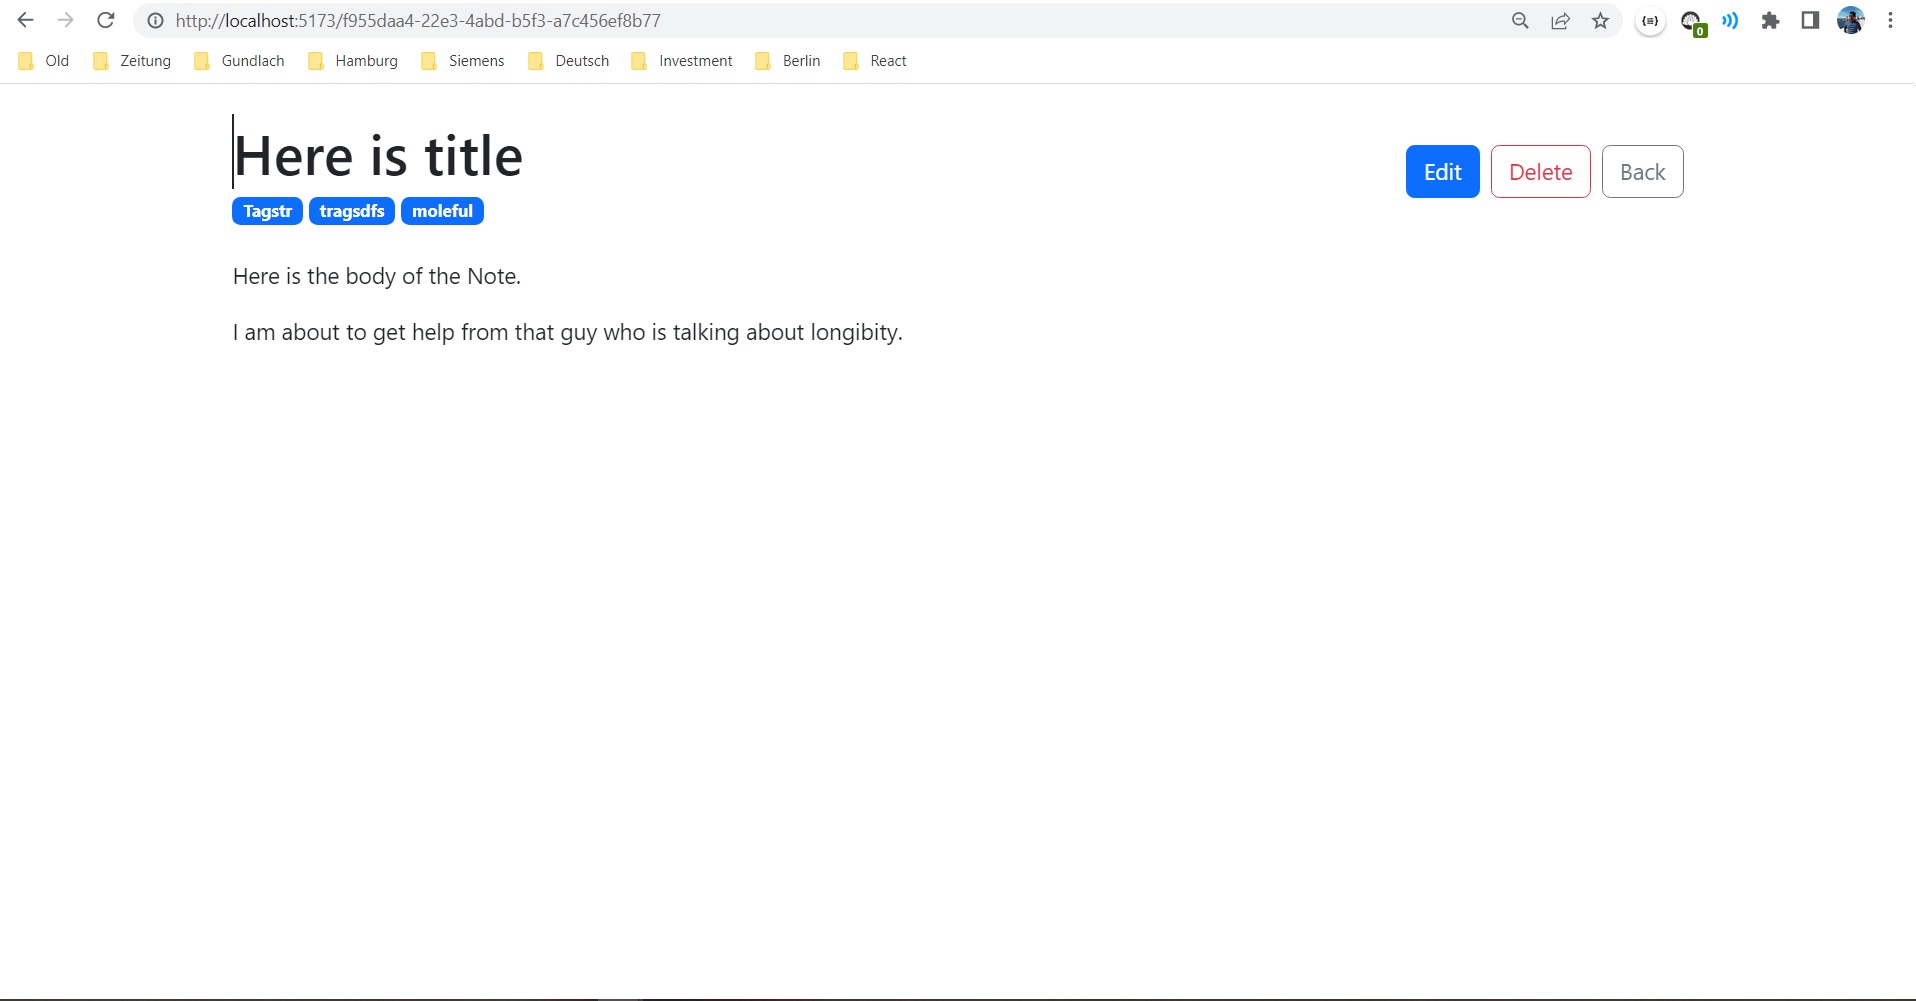 http://localhost:5173/f955daa4-22e3-4abd-b5f3-a7c456ef8b77
0
Old Zeitung Gundlach Hamburg Siemens Deutsch Investment Berlin React
Here is title
Edit Delete Back
Tagstr tragsdfs moleful
Here is the body of the Note.
I am about to get help from that guy who is talking about longibity.